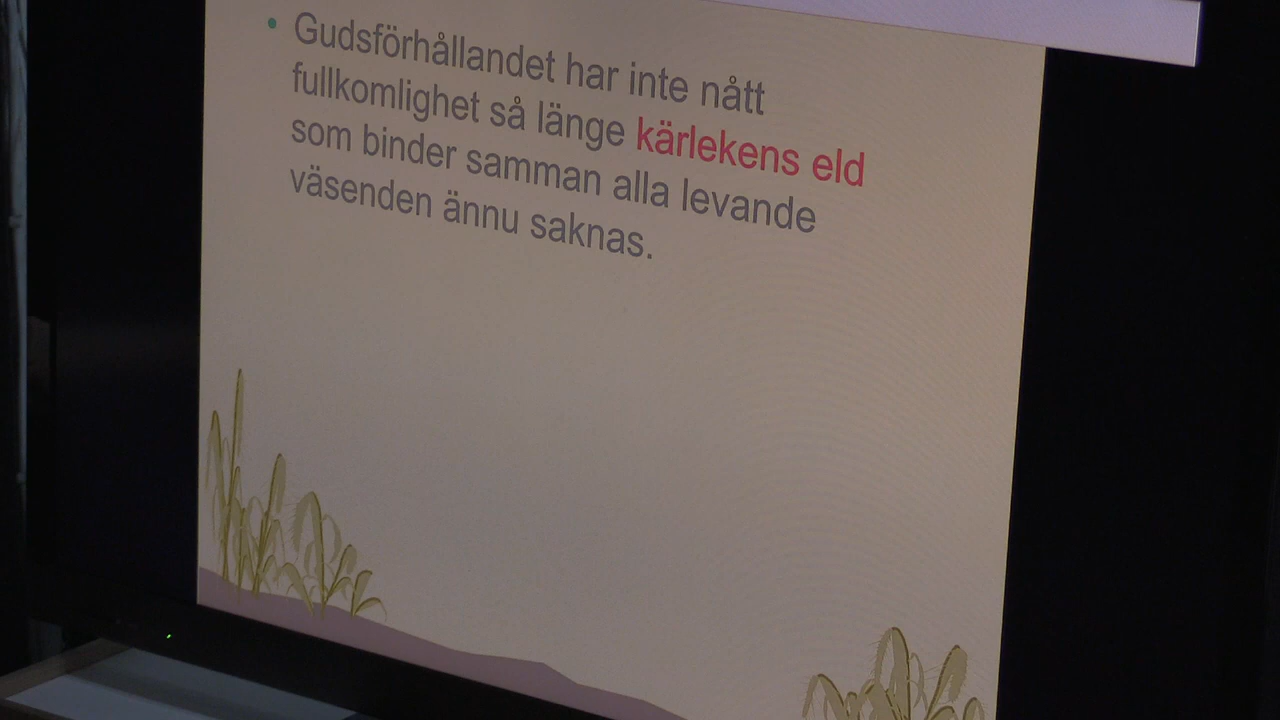 • Gudsförhållandet har inte nått
fullkomlighet så länge kärlekens eld
som binder samman alla levande
väsenden ännu saknas.